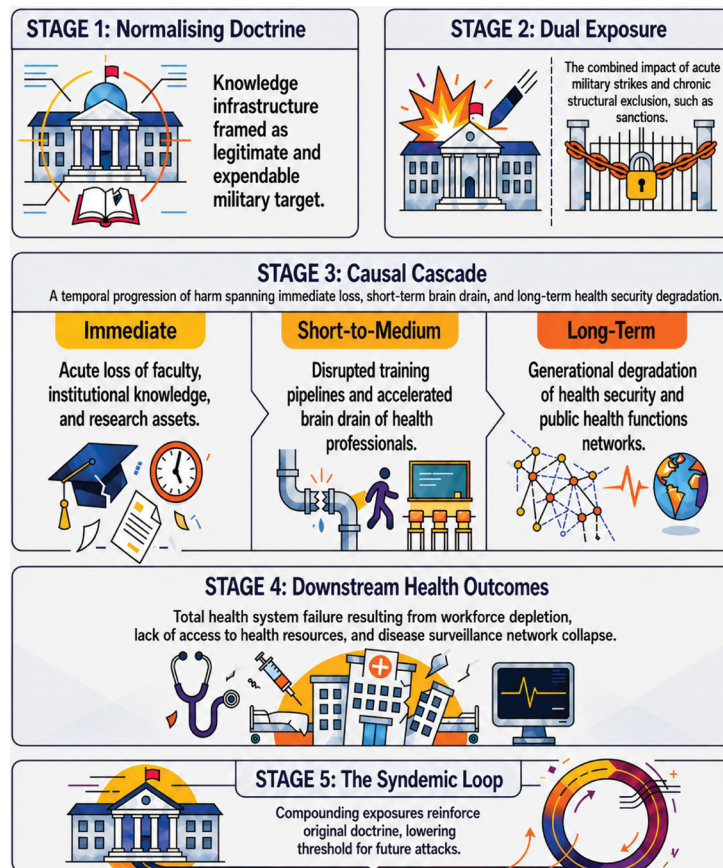 STAGE 1: Normalising Doctrine
Knowledge
infrastructure
framed as
legitimate and
expendable
military target.
STAGE 2: Dual Exposure
The combined impact of acute
military strikes and chronic
structural exclusion, such as
sanctions.
STAGE 3: Causal Cascade
A temporal progression of harm spanning immediate loss, short-term brain drain, and long-term health security degradation.
Immediate
Acute loss of faculty,
institutional knowledge,
and research assets.
Short-to-Medium
Disrupted training
pipelines and accelerated
brain drain of health
professionals.
Long-Term
Generational degradation
of health security and
public health functions
networks.
STAGE 4: Downstream Health Outcomes
Total health system failure resulting from workforce depletion,
lack of access to health resources, and disease surveillance network collapse.
STAGE 5: The Syndemic Loop
Compounding exposures reinforce
original doctrine, lowering
threshold for future attacks.